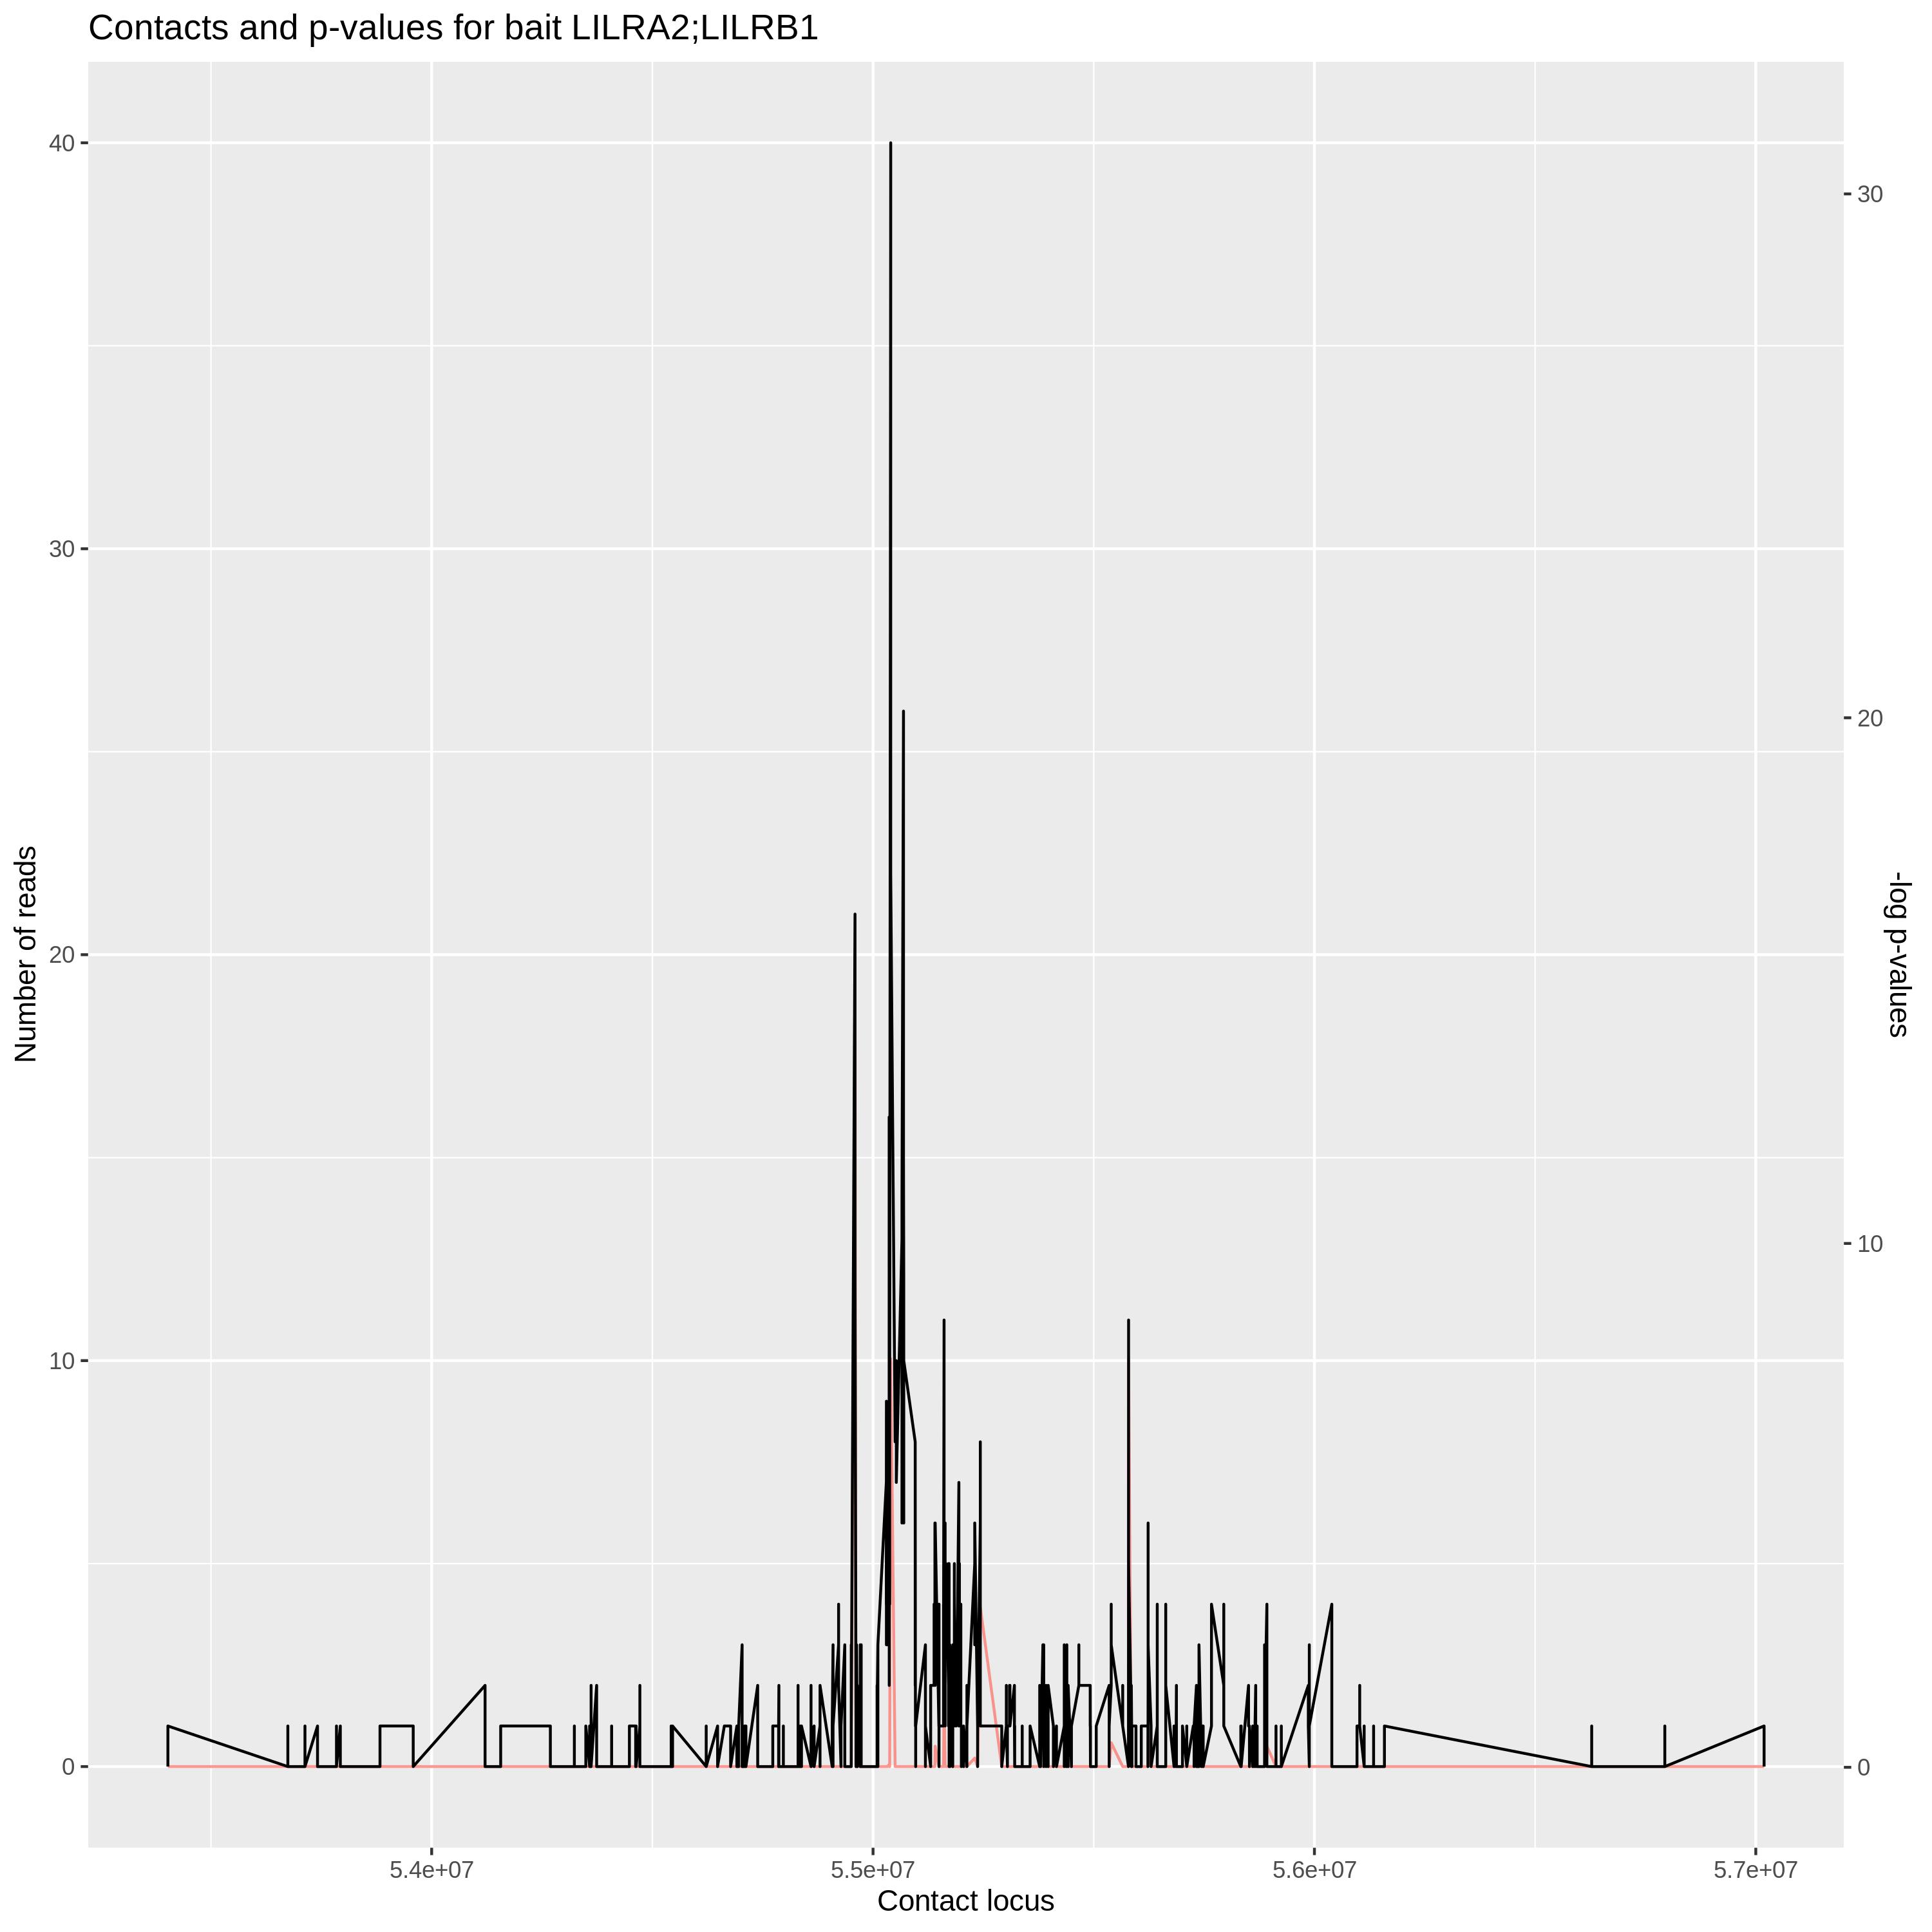 Contacts and p-values for bait LILRA2;LILRB1
40
30
20
10
0
Number of reads
30
20
10
0
-log p-values
5.4e+07
5.5e+07
5.6e+07
5.7e+07
Contact locus